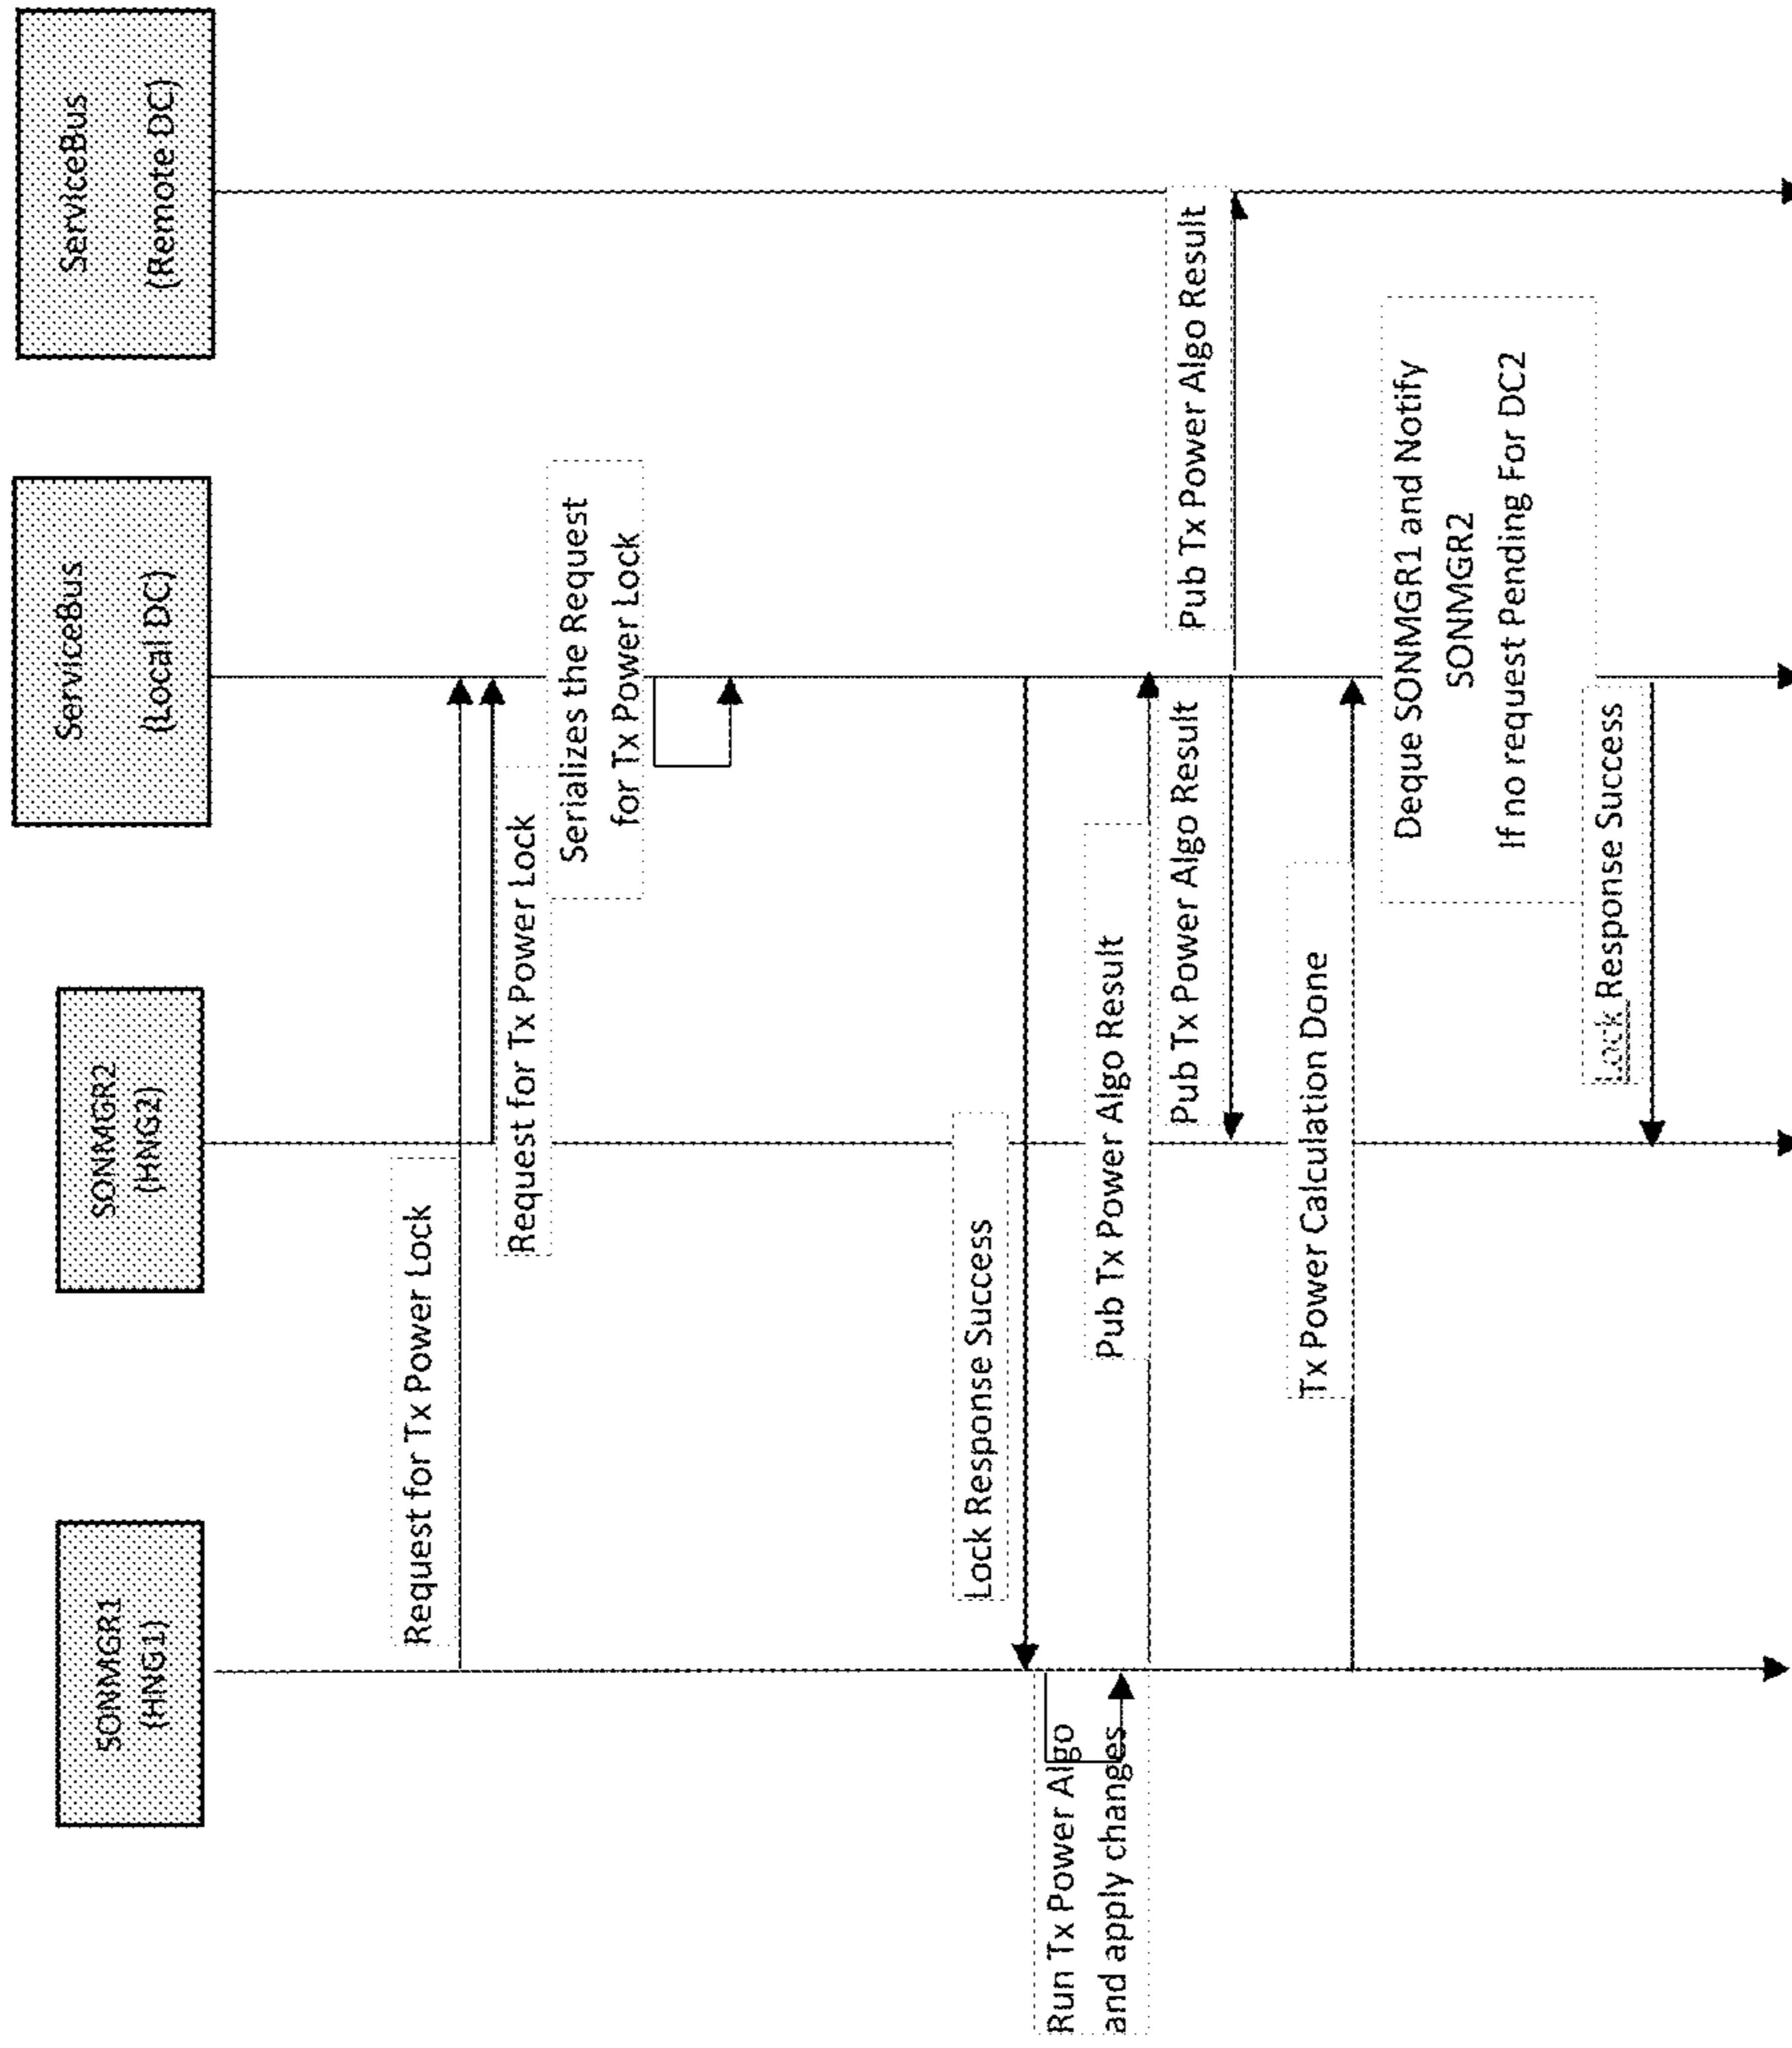 SONMGR1
(HNG1)
SONMGR2
(HNG2)
ServiceBus
(Local DC)
ServiceBus
(Remote DC)
Request for Tx Power Lock
Request for Tx Power Lock
Serializes the Request
for Tx Power Lock
Lock Response Success
Run Tx Power Algo
and apply changes
Pub Tx Power Algo Result
Pub Tx Power Algo Result
Pub Tx Power Algo Result
Tx Power Calculation Done
Deque SONMGR1 and Notify
SONMGR2
If no request Pending For DC2
Lock Response Success